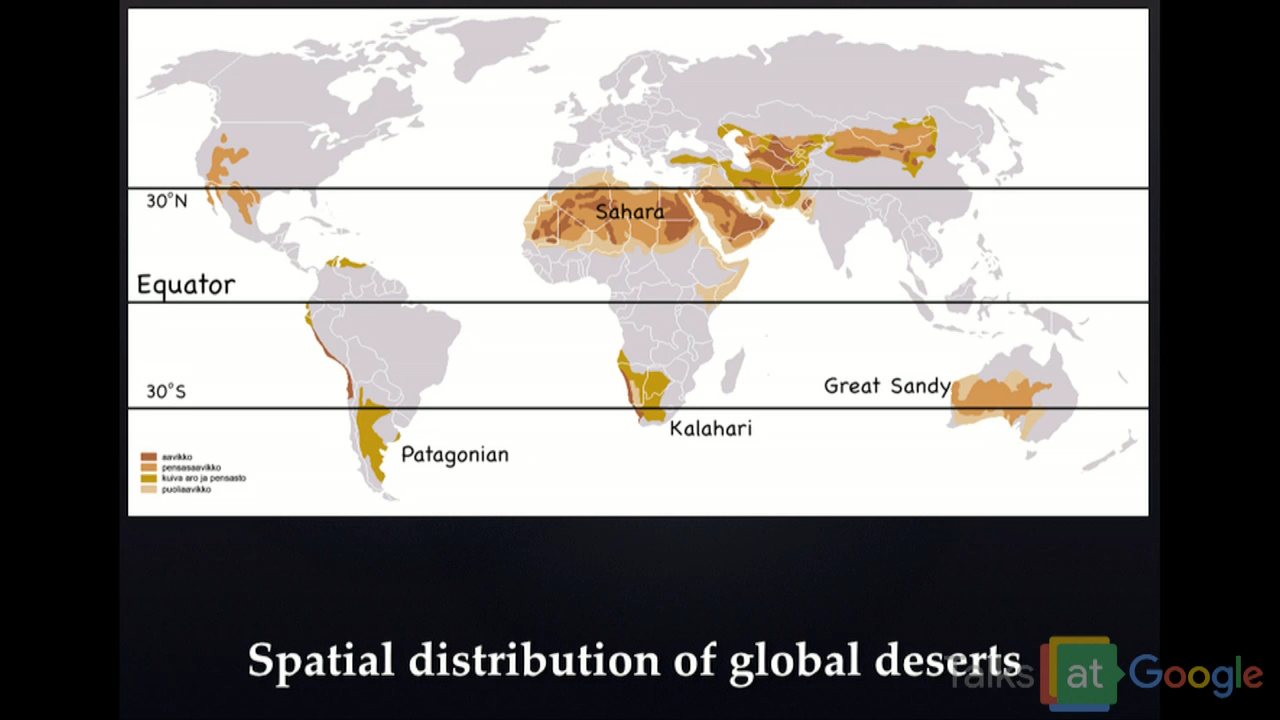 30°N
Sahara
Equator
30°S
Great Sandy
Kalahari
Patagonian
aavikko
pensasaavikko
kuiva aro ja pensasto
puoliaavikko
Spatial distribution of global deserts
Talks at Google